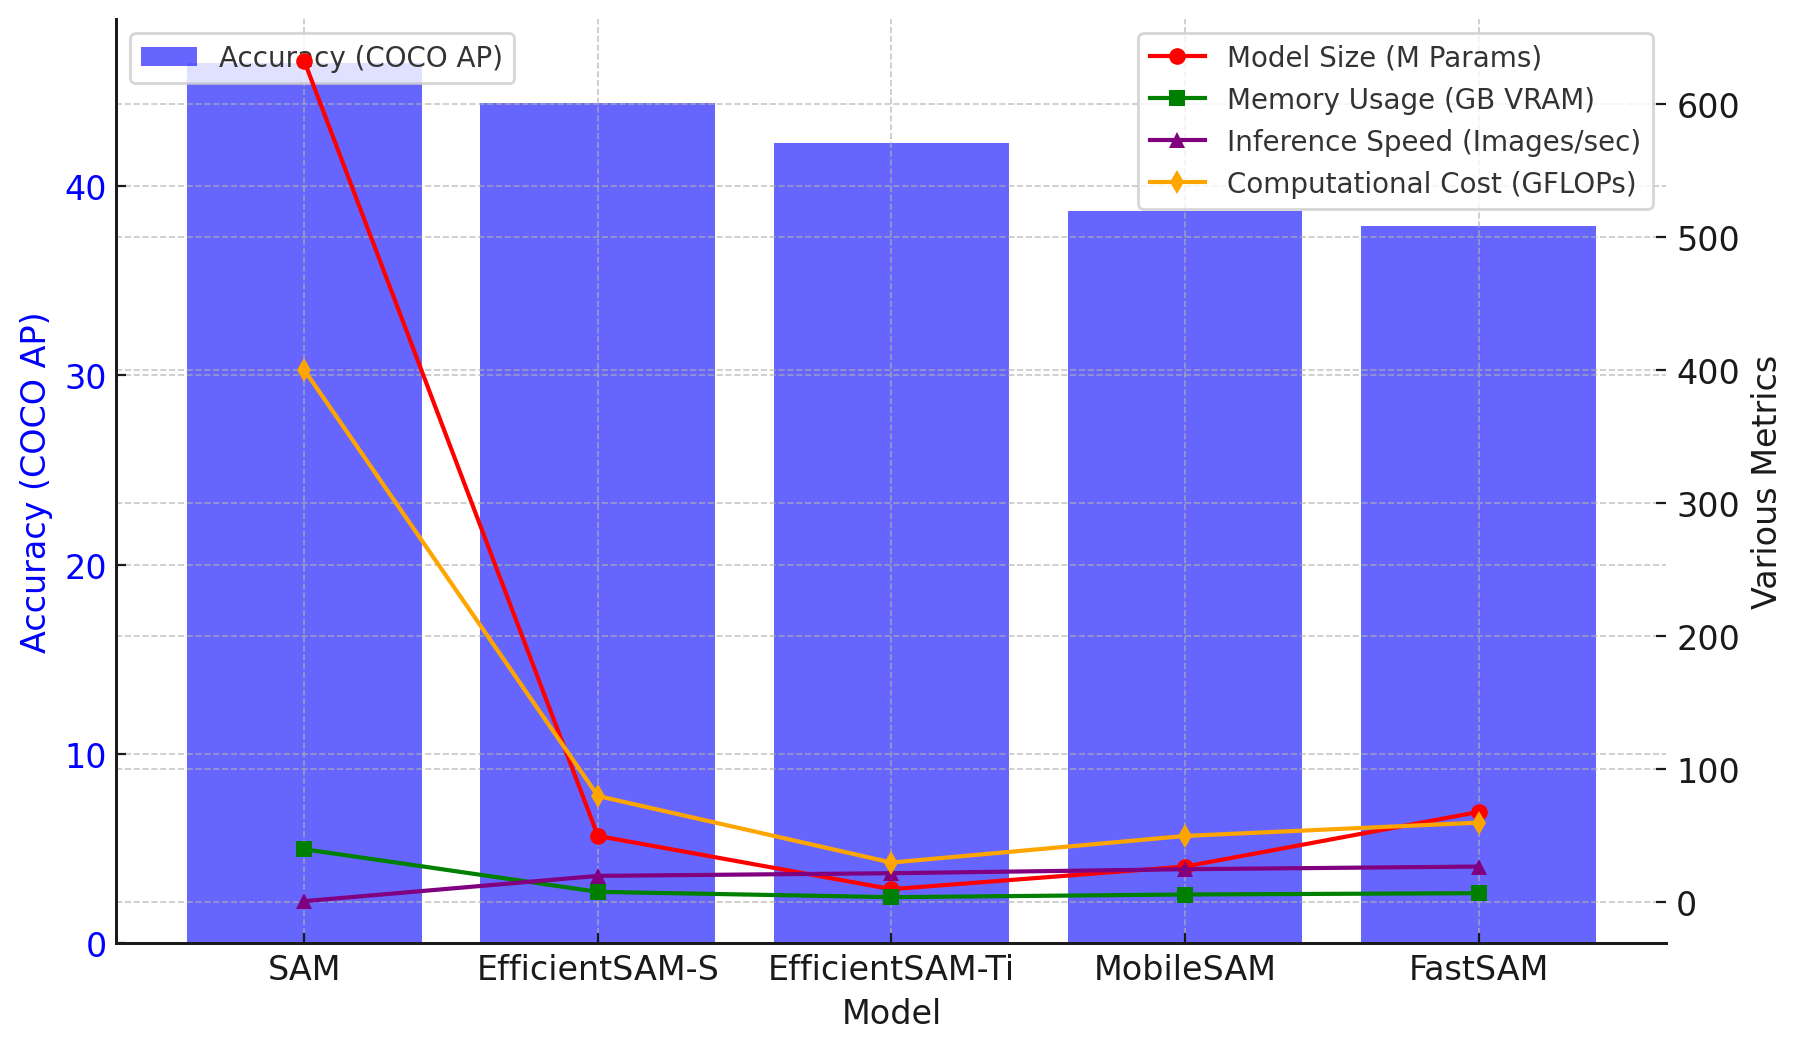 Accuracy (COCO AP)
Model Size (M Params)
Memory Usage (GB VRAM)
Inference Speed (Images/sec)
Computational Cost (GFLOPs)
Accuracy (COCO AP)
40
30
20
10
0
600
500
400
300
200
100
0
Various Metrics
SAM
EfficientSAM-S
EfficientSAM-Ti
MobileSAM
FastSAM
Model